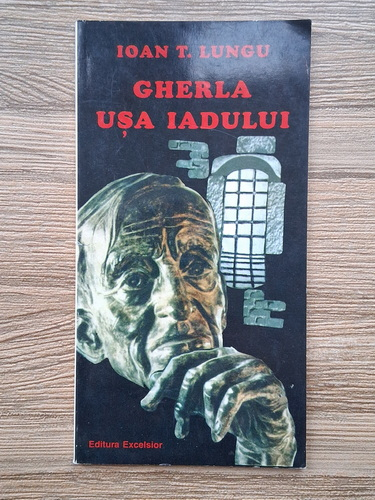 IOAN T. LUNGU
GHERLA
UȘA IADULUI
Editura Excelsior